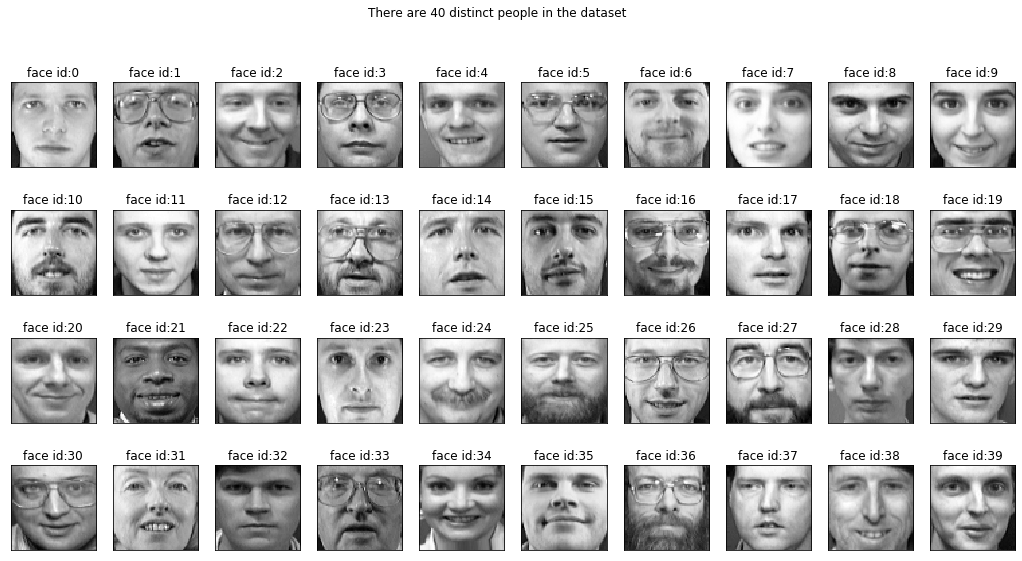 There are 40 distinct people in the dataset
face id:0 face id:1 face id:2 face id:3 face id:4 face id:5 face id:6 face id:7 face id:8 face id:9
face id:10 face id:11 face id:12 face id:13 face id:14 face id:15 face id:16 face id:17 face id:18 face id:19
face id:20 face id:21 face id:22 face id:23 face id:24 face id:25 face id:26 face id:27 face id:28 face id:29
face id:30 face id:31 face id:32 face id:33 face id:34 face id:35 face id:36 face id:37 face id:38 face id:39